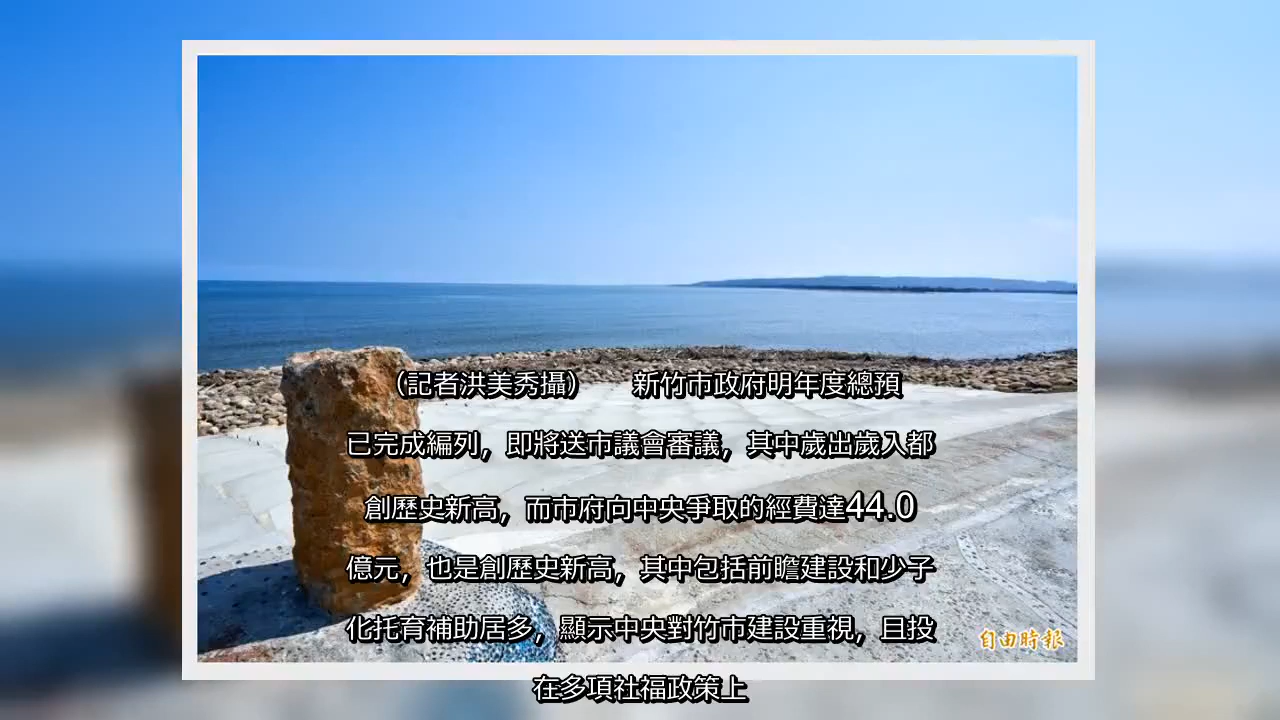 （記者洪美秀攝） 新竹市政府明年度總預
已完成編列，即將送市議會審議，其中歲出歲入都
創歷史新高，而市府向中央爭取的經費達44.0
億元，也是創歷史新高，其中包括前瞻建設和少子
化托育補助居多，顯示中央對竹市建設重視，且投
自由時報
在多項社福政策上